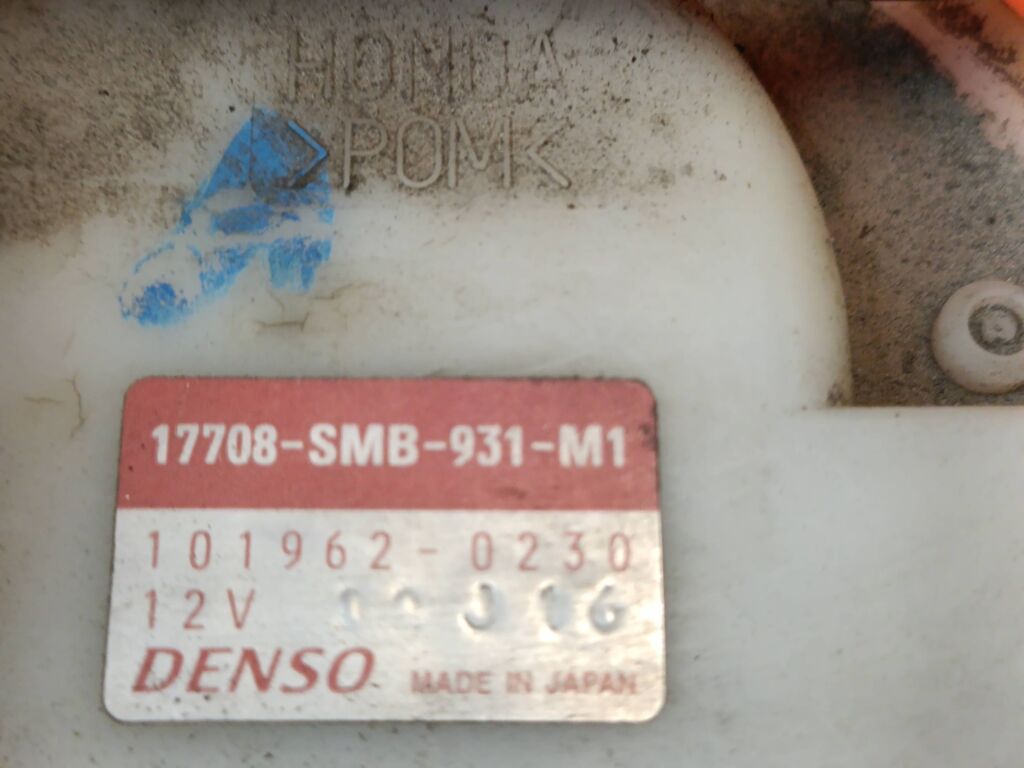 HONDA
>POM<
17708-SMB-931-M1
101962-0230
12V
DENSO MADE IN JAPAN